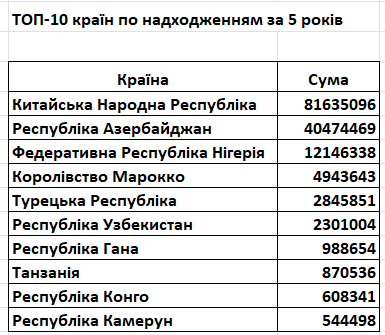 ТОП-10 країн по надходженням за 5 років
Країна Сума
Китайська Народна Республіка 81635096
Республіка Азербайджан 40474469
Федеративна Республіка Нігерія 12146338
Королівство Марокко 4943643
Турецька Республіка 2845851
Республіка Узбекистан 2301004
Республіка Гана 988654
Танзанія 870536
Республіка Конго 608341
Республіка Камерун 544498